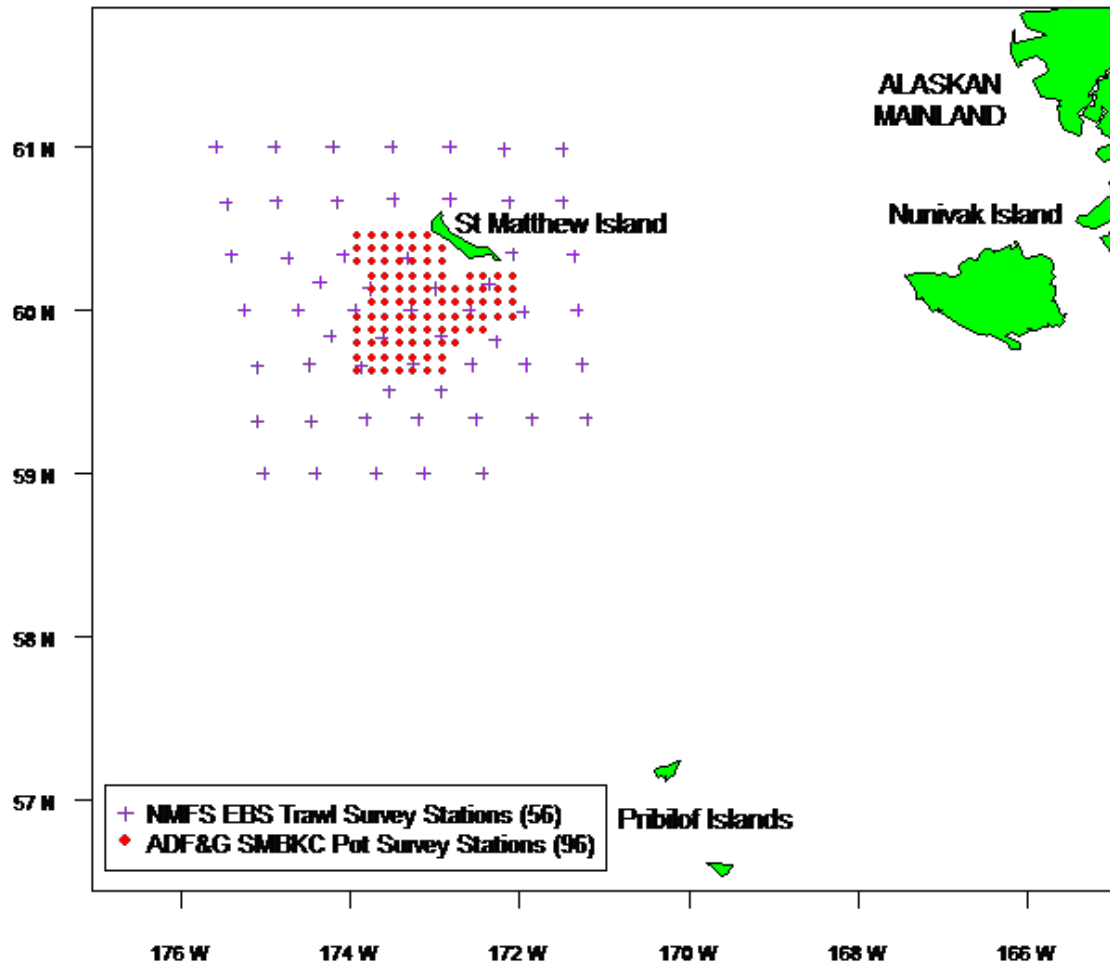 ALASKAN
MAINLAND
61 N
St Matthew Island
Nunivak Island
60 N
59 N
58 N
57 N
NMFS EBS Trawl Survey Stations (56)
Pribilof Islands
ADF&G SMBKC Pot Survey Stations (96)
176 W
174 W
172 W
170 W
168 W
166 W